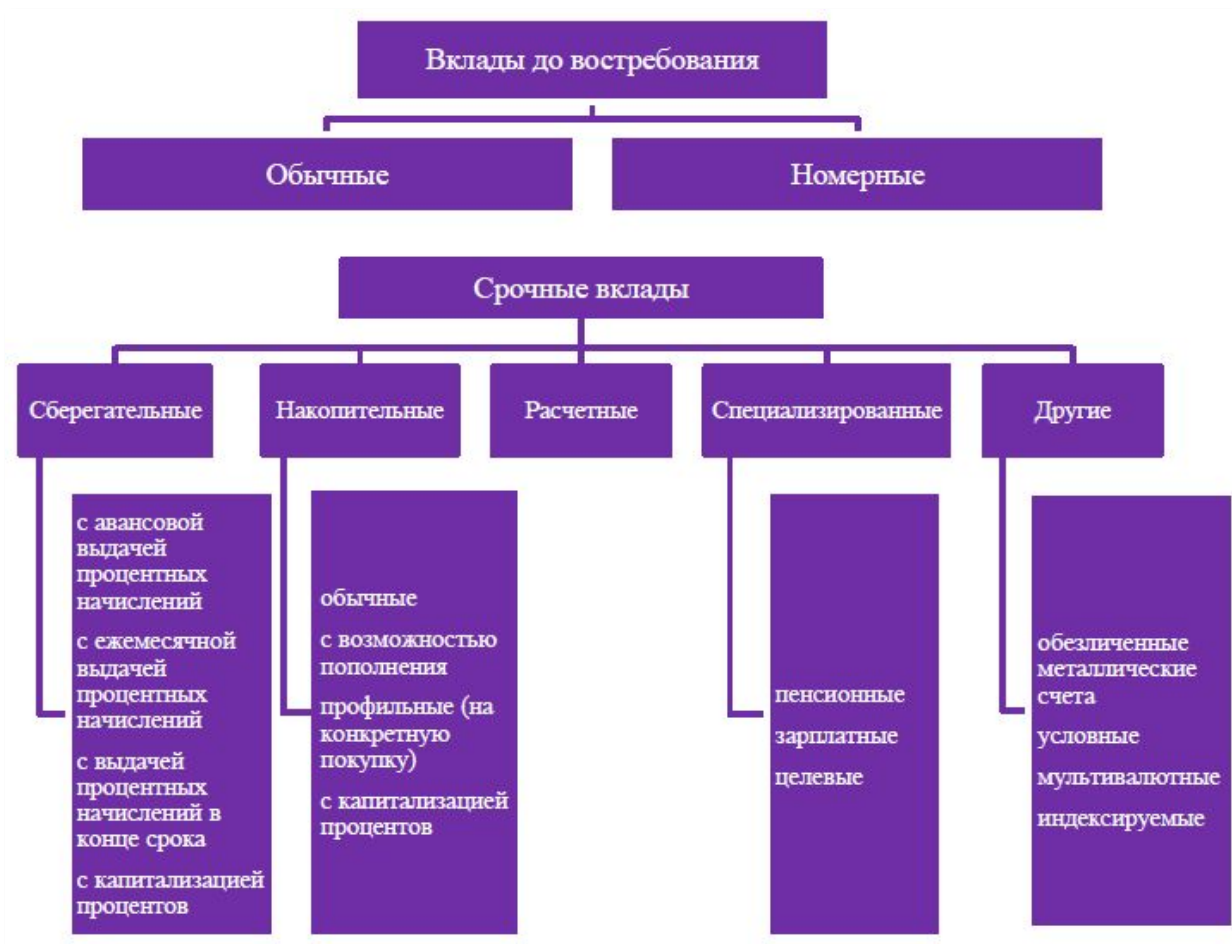 Вклады до востребования
Обычные
Номерные
Срочные вклады
Сберегательные
Накопительные
Расчетные
Специализированные
Другие
с авансовой
выдачей
процентных
начислений
с ежемесячной
выдачей
процентных
начислений
с выдачей
процентных
начислений в
конце срока
с капитализацией
процентов
обычные
с возможностью
пополнения
профильные (на
конкретную
покупку)
с капитализацией
процентов
пенсионные
зарплатные
целевые
обезличенные
металлические
счета
условные
мультивалютные
индексируемые